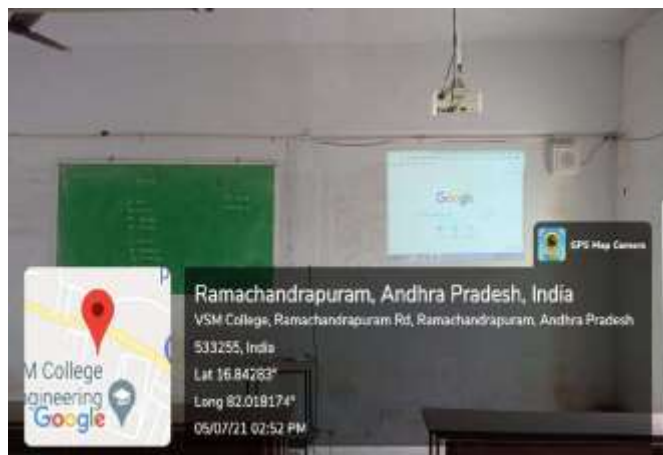 Google
GPS Map Camera
Ramachandrapuram, Andhra Pradesh, India
VSM College, Ramachandrapuram Rd, Ramachandrapuram, Andhra Pradesh
533255, India
Lat 16.84283°
Long 82.018174°
05/07/21 02:52 PM
M College
gineering
Google